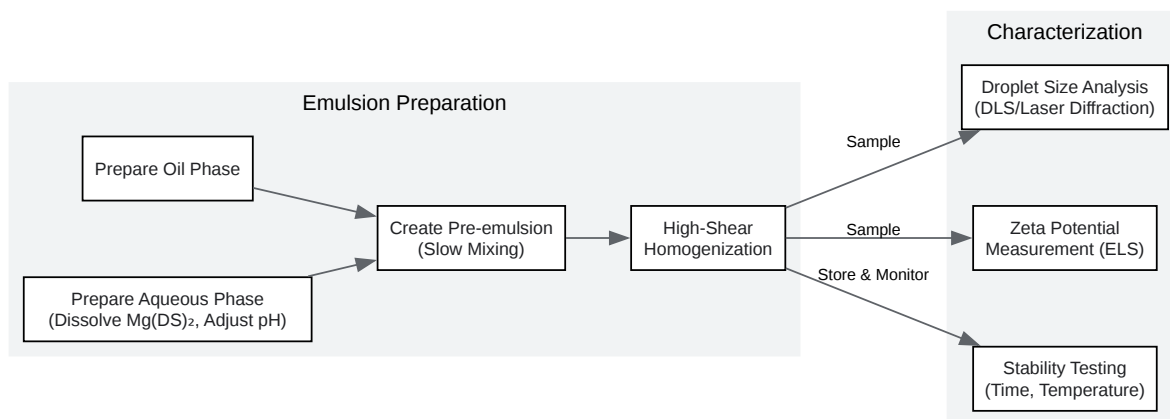 Emulsion Preparation
Prepare Oil Phase
Prepare Aqueous Phase
(Dissolve Mg(DS)₂, Adjust pH)
Create Pre-emulsion
(Slow Mixing)
High-Shear
Homogenization
Sample
Sample
Store & Monitor
Characterization
Droplet Size Analysis
(DLS/Laser Diffraction)
Zeta Potential
Measurement (ELS)
Stability Testing
(Time, Temperature)